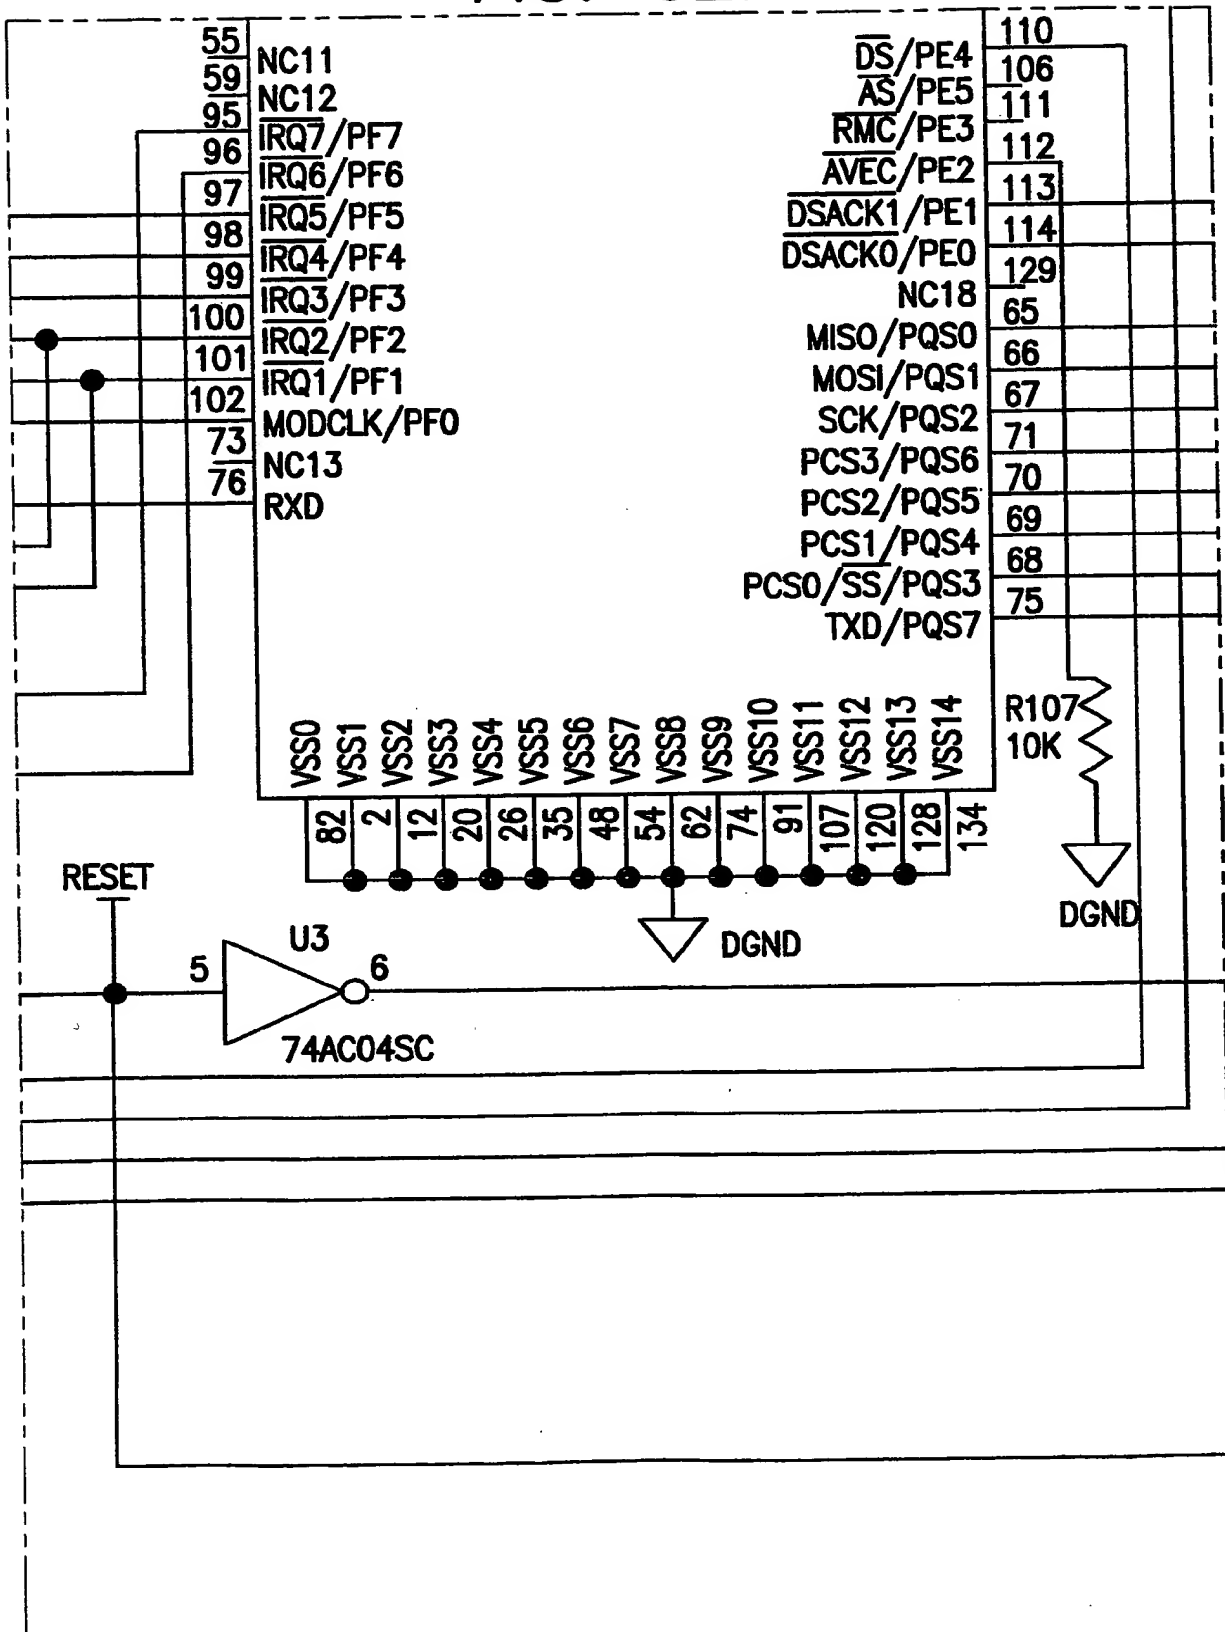 55
NC11
59
NC12
95
IRQ7/PF7
96
IRQ6/PF6
97
IRQ5/PF5
98
IRQ4/PF4
99
IRQ3/PF3
100
IRQ2/PF2
101
IRQ1/PF1
102
MODCLK/PF0
73
NC13
76
RXD
110
DS/PE4
106
AS/PE5
111
RMC/PE3
112
AVEC/PE2
113
DSACK1/PE1
114
DSACK0/PE0
129
NC18
65
MISO/PQS0
66
MOSI/PQS1
67
SCK/PQS2
71
PCS3/PQS6
70
PCS2/PQS5
69
PCS1/PQS4
68
PCS0/SS/PQS3
75
TXD/PQS7
VSS0
VSS1
VSS2
VSS3
VSS4
VSS5
VSS6
VSS7
VSS8
VSS9
VSS10
VSS11
VSS12
VSS13
VSS14
R107
10K
82
2
12
20
26
35
48
54
62
74
91
107
120
128
134
DGND
DGND
RESET
U3
5
6
74AC04SC